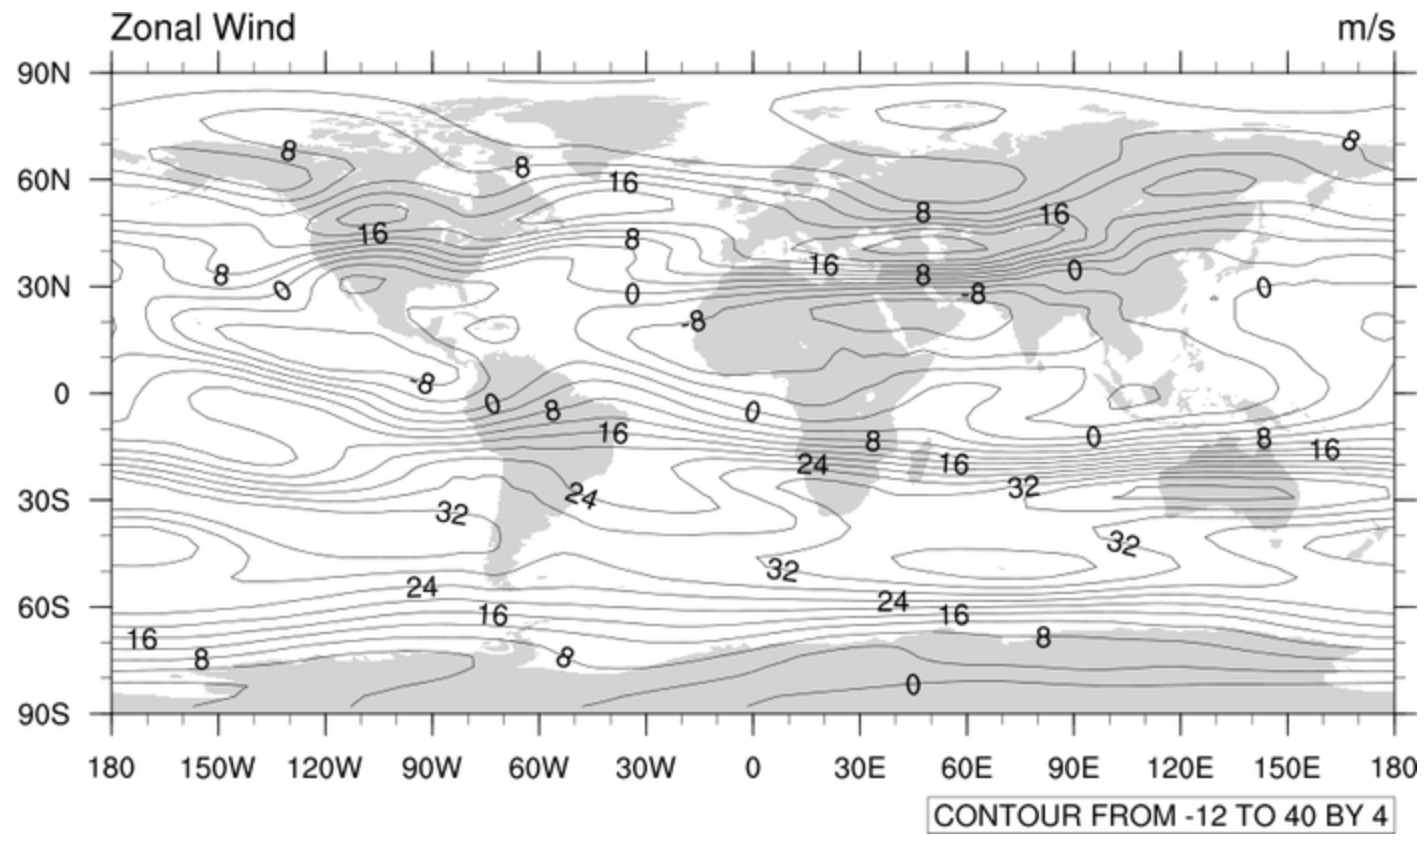 Zonal Wind m/s
90N
8 8 8
60N 16
8 16
16 8
8 16 8 0
30N 0 0 -8 0
-8
0 -8
0 8 0
16 8 0 8
24 16 16
30S 24 32
32
32
32
24
60S 24 16
16 16
8 8 8
0
90S
180 150W 120W 90W 60W 30W 0 30E 60E 90E 120E 150E 180
CONTOUR FROM -12 TO 40 BY 4